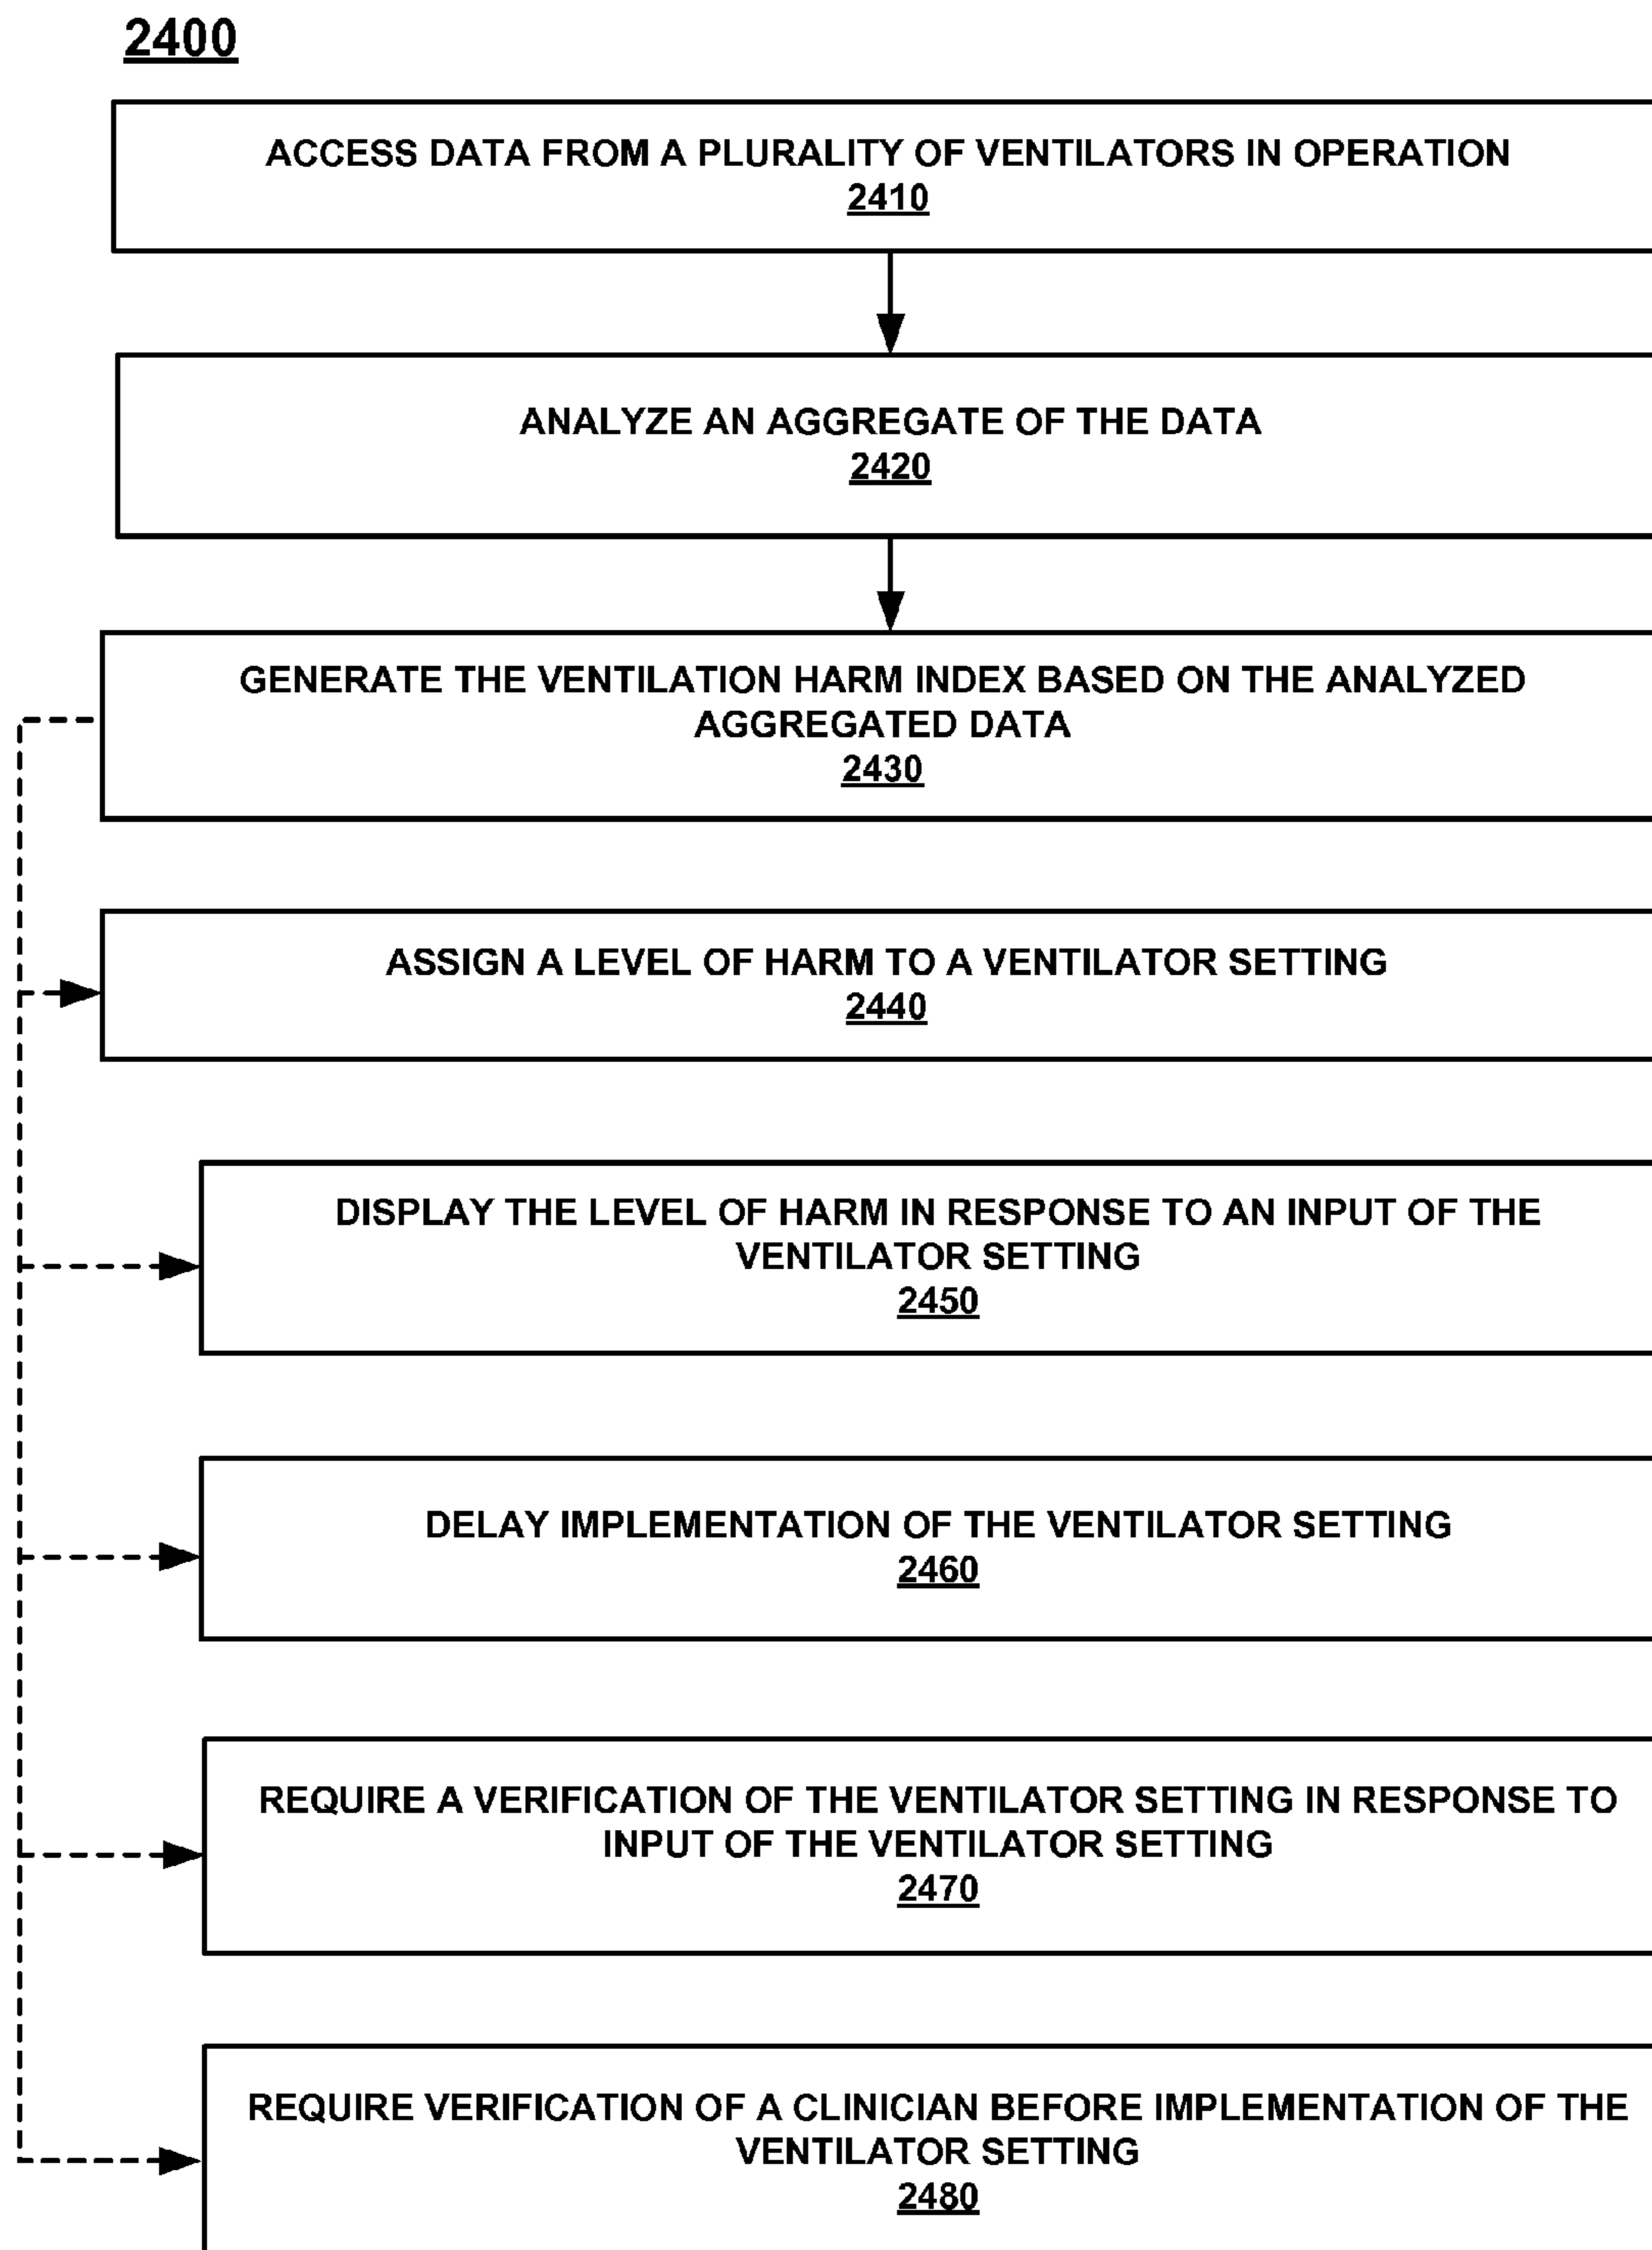 2400
ACCESS DATA FROM A PLURALITY OF VENTILATORS IN OPERATION
2410
ANALYZE AN AGGREGATE OF THE DATA
2420
GENERATE THE VENTILATION HARM INDEX BASED ON THE ANALYZED
AGGREGATED DATA
2430
ASSIGN A LEVEL OF HARM TO A VENTILATOR SETTING
2440
DISPLAY THE LEVEL OF HARM IN RESPONSE TO AN INPUT OF THE
VENTILATOR SETTING
2450
DELAY IMPLEMENTATION OF THE VENTILATOR SETTING
2460
REQUIRE A VERIFICATION OF THE VENTILATOR SETTING IN RESPONSE TO
INPUT OF THE VENTILATOR SETTING
2470
REQUIRE VERIFICATION OF A CLINICIAN BEFORE IMPLEMENTATION OF THE
VENTILATOR SETTING
2480